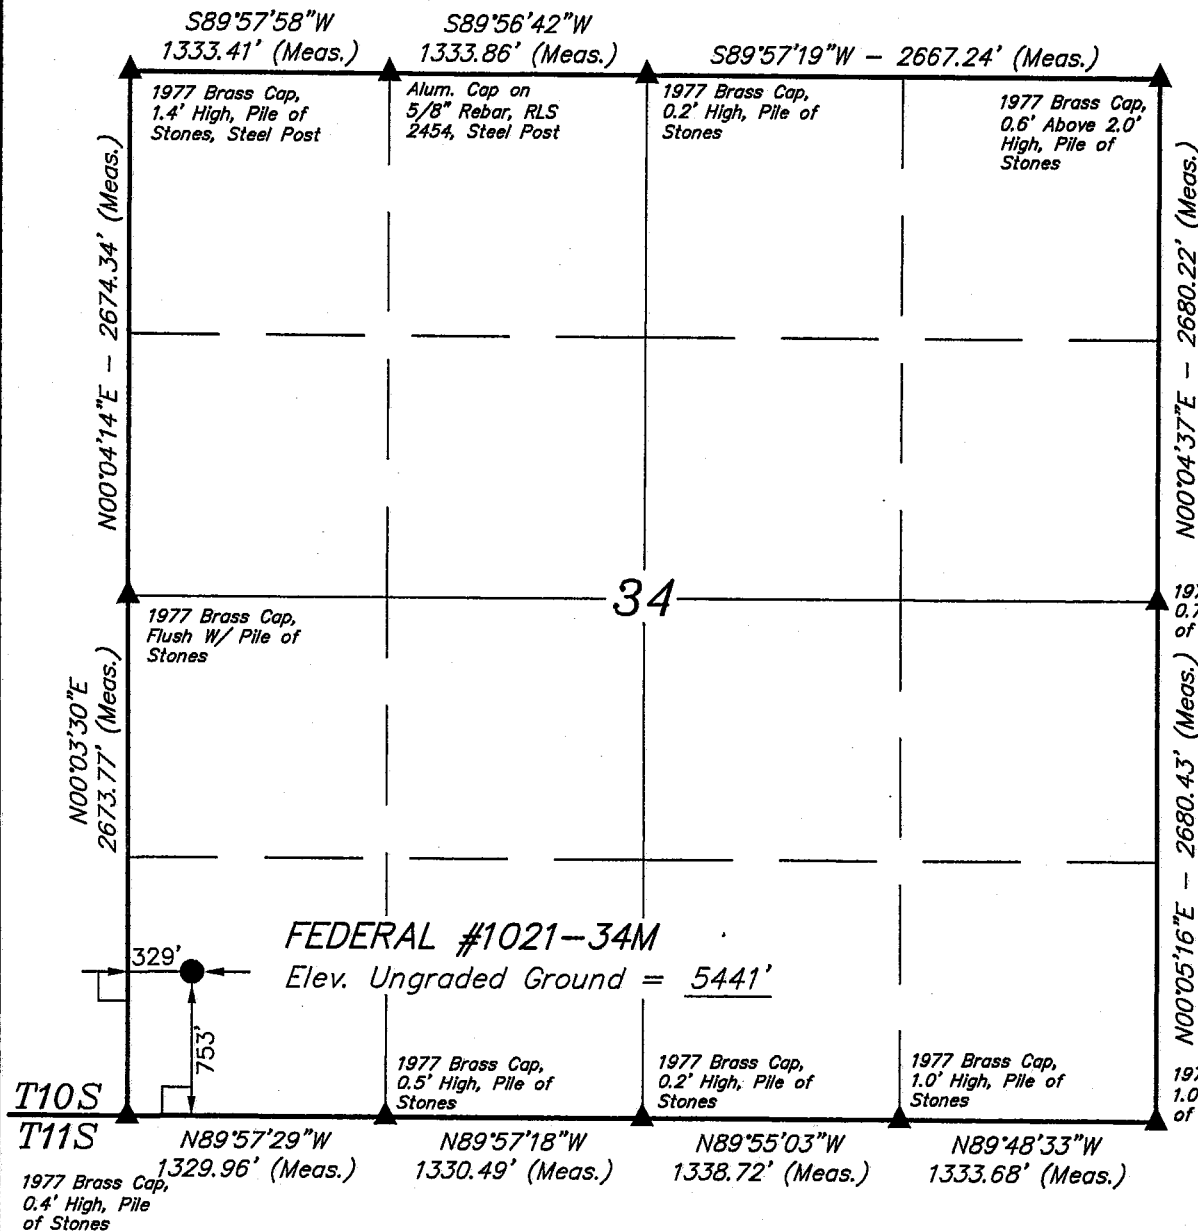 S89°57'58"W
1333.41' (Meas.)
S89°56'42"W
1333.86' (Meas.)
S89°57'19"W – 2667.24' (Meas.)
1977 Brass Cap,
1.4' High, Pile of
Stones, Steel Post
Alum. Cap on
5/8" Rebar, RLS
2454, Steel Post
1977 Brass Cap,
0.2' High, Pile of
Stones
1977 Brass Cap,
0.6' Above 2.0'
High, Pile of
Stones
N00°04'14"E – 2674.34' (Meas.)
N00°04'37"E – 2680.22' (Meas.)
34
1977 Brass Cap,
Flush W/ Pile of
Stones
197
0.7
of
N00°03'30"E
2673.77' (Meas.)
N00°05'16"E – 2680.43' (Meas.)
FEDERAL #1021–34M
Elev. Ungraded Ground = 5441'
329'
753'
1977 Brass Cap,
0.5' High, Pile of
Stones
1977 Brass Cap,
0.2' High, Pile of
Stones
1977 Brass Cap,
1.0' High, Pile of
Stones
197
1.0
of
T10S
T11S
N89°57'29"W
1329.96' (Meas.)
N89°57'18"W
1330.49' (Meas.)
N89°55'03"W
1338.72' (Meas.)
N89°48'33"W
1333.68' (Meas.)
1977 Brass Cap,
0.4' High, Pile
of Stones